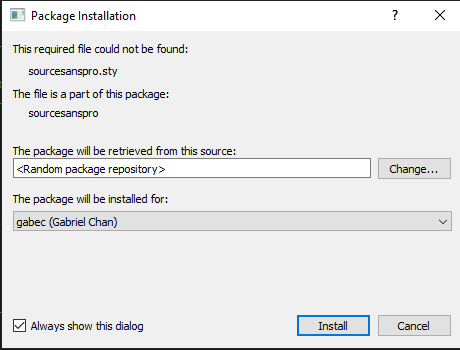 Package Installation
?
This required file could not be found:
sourcesanspro.sty
The file is a part of this package:
sourcesanspro
The package will be retrieved from this source:
<Random package repository>
Change...
The package will be installed for:
gabec (Gabriel Chan)
Always show this dialog
Install
Cancel